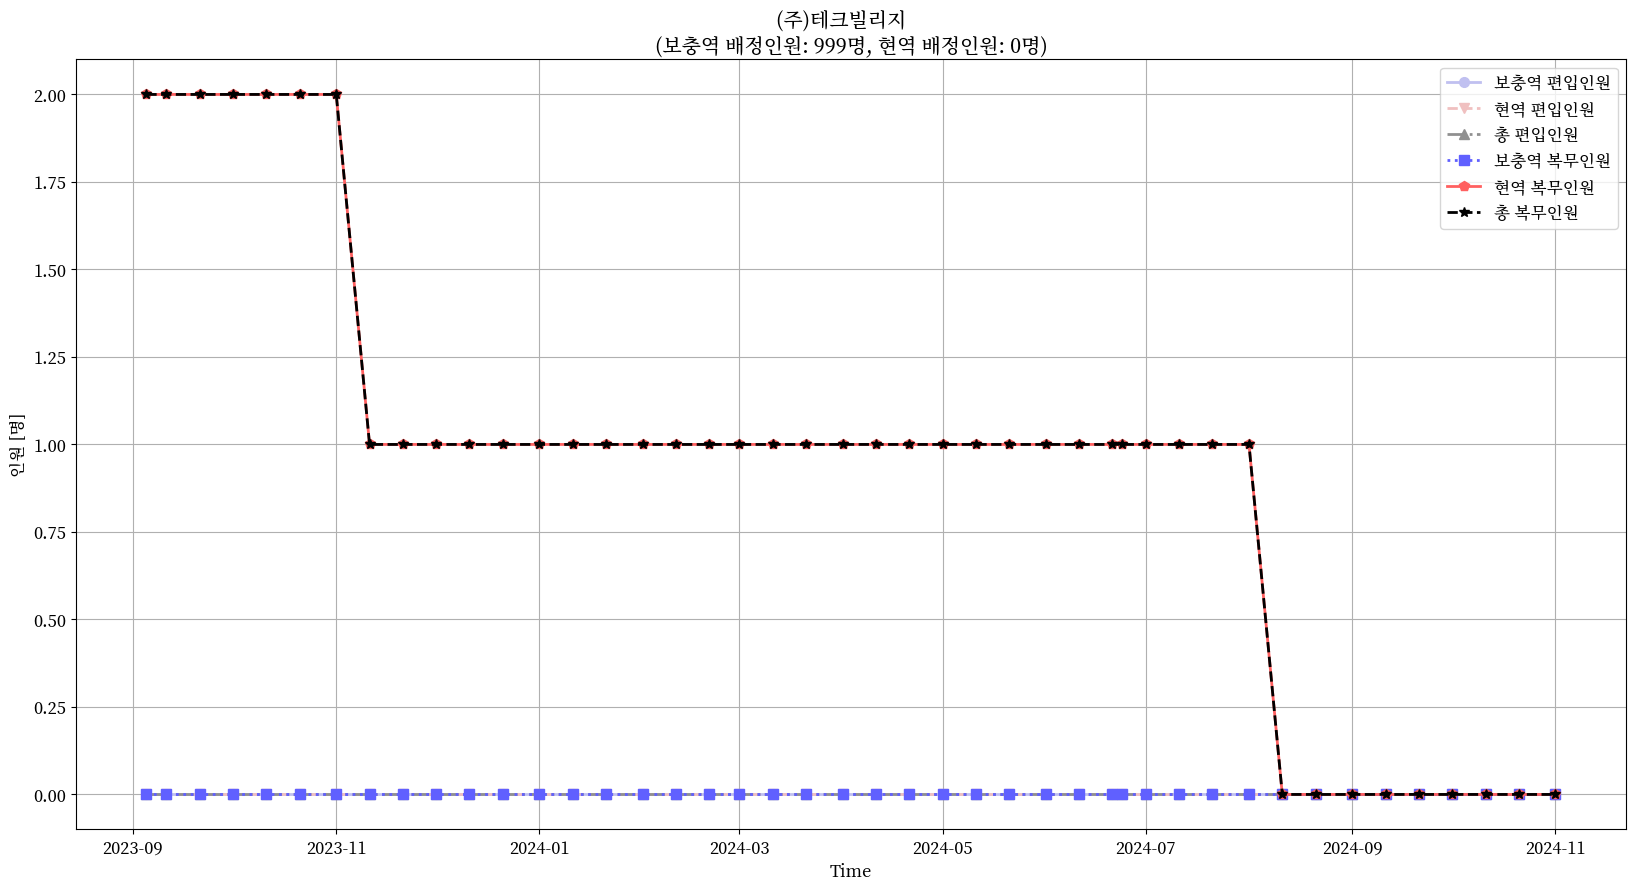 (주)테크빌리지
(보충역 배정인원: 999명, 현역 배정인원: 0명)
보충역 편입인원
현역 편입인원
총 편입인원
보충역 복무인원
현역 복무인원
총 복무인원
2.00
1.75
1.50
1.25
1.00
0.75
0.50
0.25
0.00
인원 [명]
2023-09 2023-11 2024-01 2024-03 2024-05 2024-07 2024-09 2024-11
Time